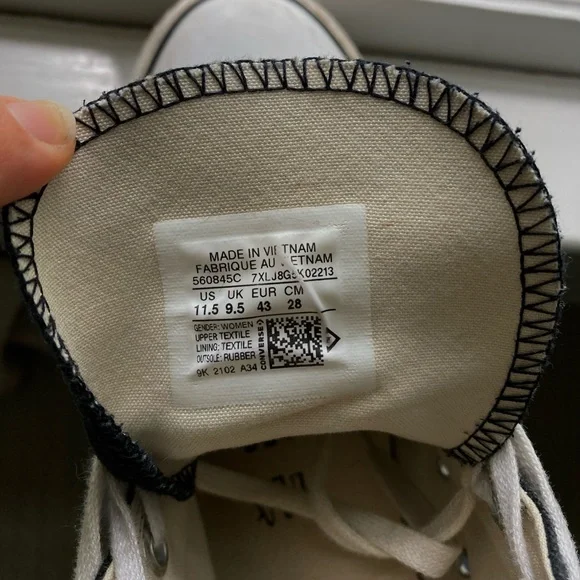 MADE IN VIETNAM
FABRIQUE AU VIETNAM
560845C
US UK EUR CM
11.5 9.5 43 28
GENDER: WOMEN
UPPER TEXTILE
LINING: TEXTILE
OUTSOLE: RUBBER
CONVERSE
9K 2102 A34